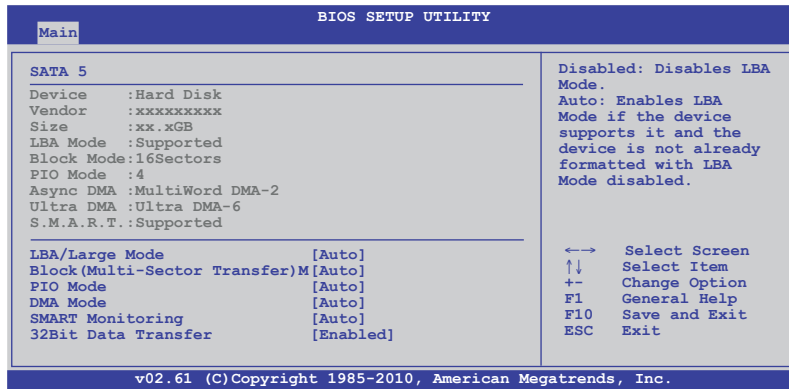 BIOS SETUP UTILITY
Main
SATA 5
Device :Hard Disk
Vendor :xxxxxxxxx
Size :xx.xGB
LBA Mode :Supported
Block Mode:16Sectors
PIO Mode :4
Async DMA :MultiWord DMA-2
Ultra DMA :Ultra DMA-6
S.M.A.R.T.:Supported
LBA/Large Mode [Auto]
Block(Multi-Sector Transfer)M[Auto]
PIO Mode [Auto]
DMA Mode [Auto]
SMART Monitoring [Auto]
32Bit Data Transfer [Enabled]
Disabled: Disables LBA
Mode.
Auto: Enables LBA
Mode if the device
supports it and the
device is not already
formatted with LBA
Mode disabled.
←→ Select Screen
↑↓ Select Item
+- Change Option
F1 General Help
F10 Save and Exit
ESC Exit
v02.61 (C)Copyright 1985-2010, American Megatrends, Inc.